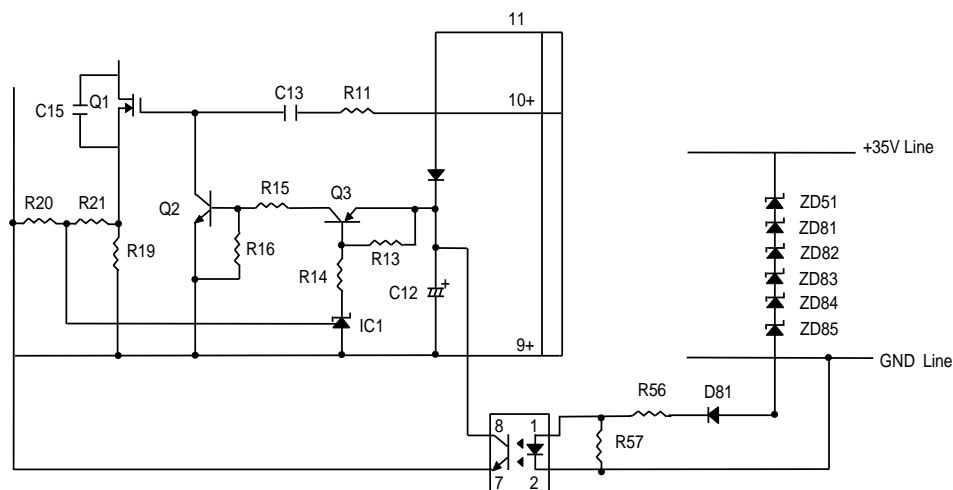 11
C13
R11
10+
Q1
C15
+35V Line
R20
R21
Q2
R15
Q3
ZD51
ZD81
ZD82
ZD83
ZD84
ZD85
R19
R16
R13
R14
C12
+
IC1
9+
GND Line
R56
D81
8
1
R57
7
2